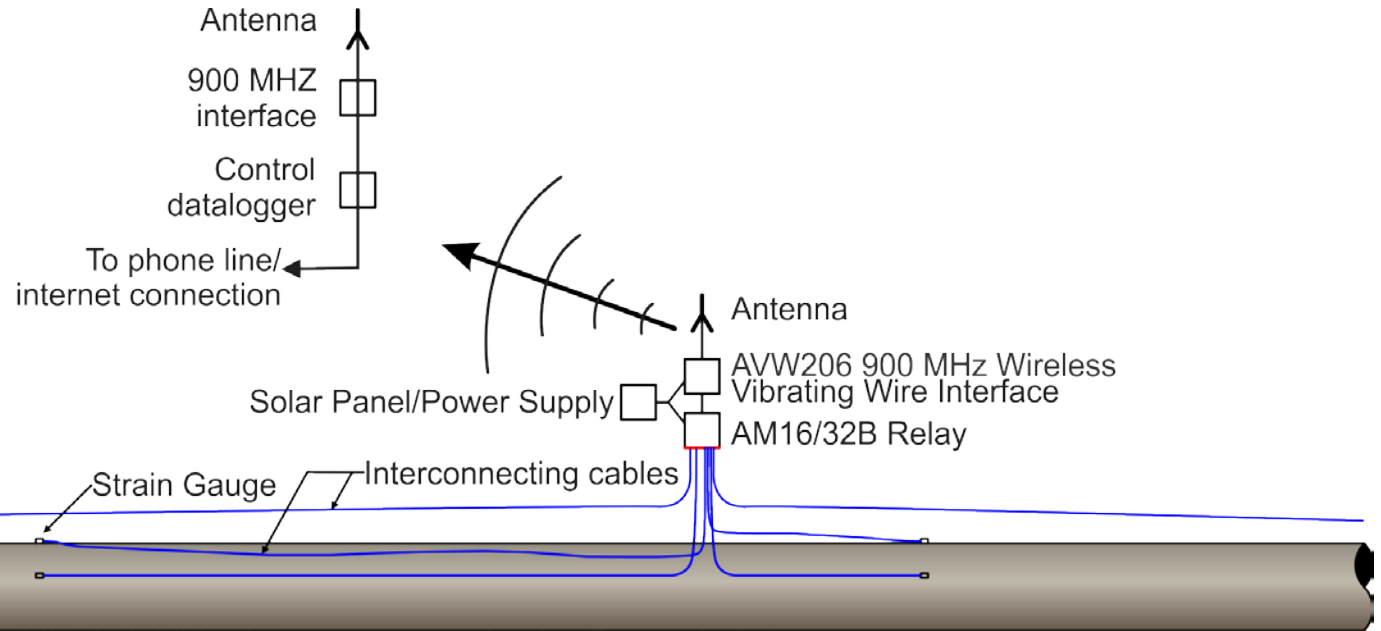 Antenna
900 MHZ
interface
Control
datalogger
To phone line/
internet connection
Antenna
AVW206 900 MHz Wireless
Vibrating Wire Interface
Solar Panel/Power Supply
AM16/32B Relay
Interconnecting cables
Strain Gauge